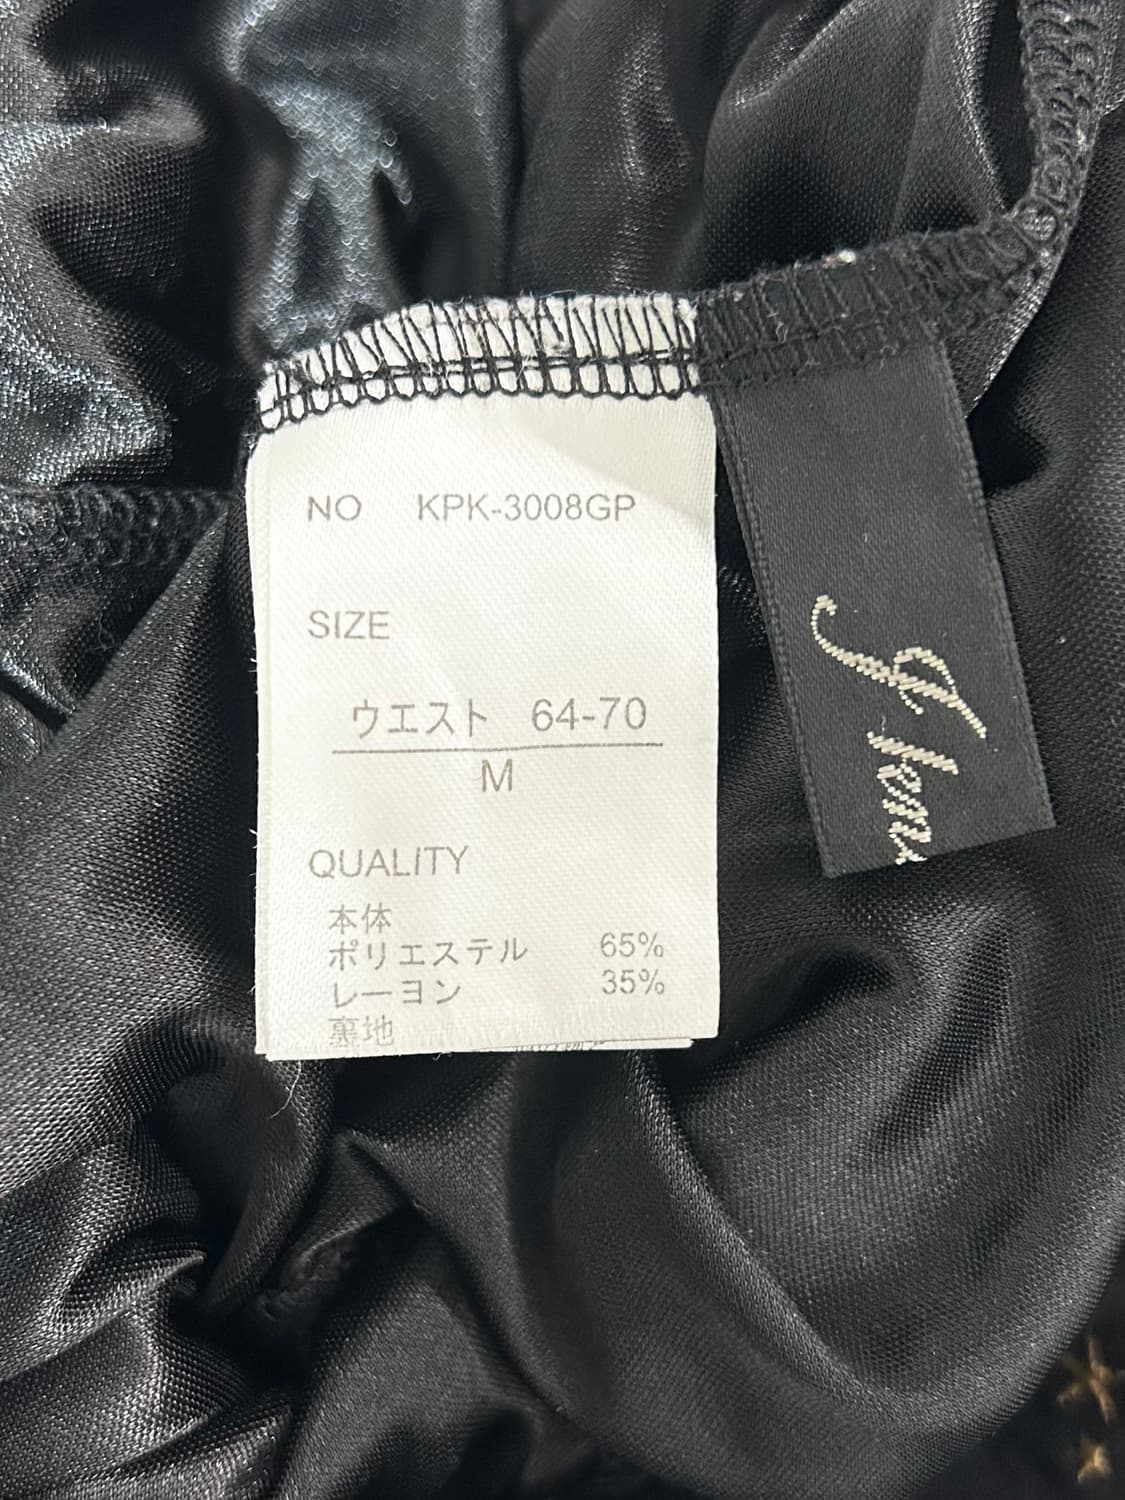 NO KPK-3008GP
SIZE
ウエスト 64-70
M
QUALITY
本体
ポリエステル 65%
レーヨン 35%
裏地